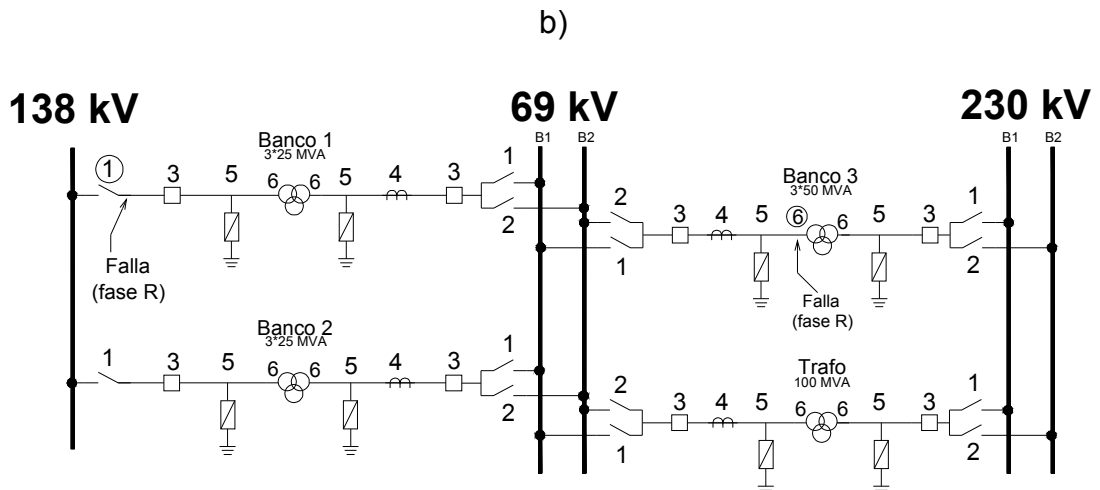 b)
138 kV
69 kV
230 kV
B1 B2
B1 B2
Banco 1
3*25 MVA
1 3 5 6 6 5 4 3 1
2
Falla
(fase R)
Banco 3
3*50 MVA
2 3 4 5 6 5 3 1
1 2
Falla
(fase R)
Banco 2
3*25 MVA
1 3 5 6 6 5 4 3 1
2
Trafo
100 MVA
2 3 4 5 6 6 5 3 1
1 2